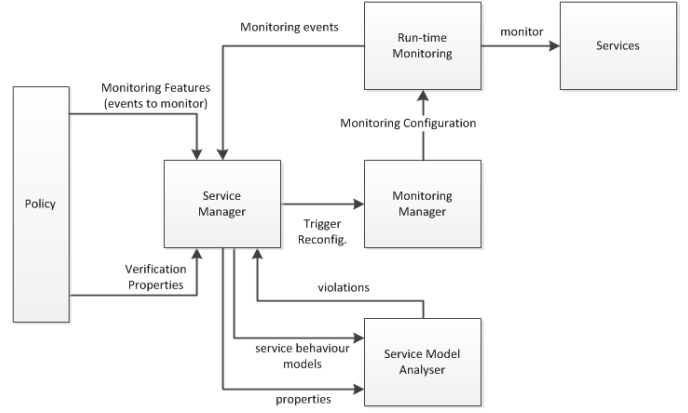 Monitoring events
Run-time
Monitoring
monitor
Services
Monitoring Features
(events to monitor)
Monitoring Configuration
Policy
Service
Manager
Monitoring
Manager
Trigger
Reconfig.
Verification
Properties
violations
service behaviour
models
Service Model
Analyser
properties